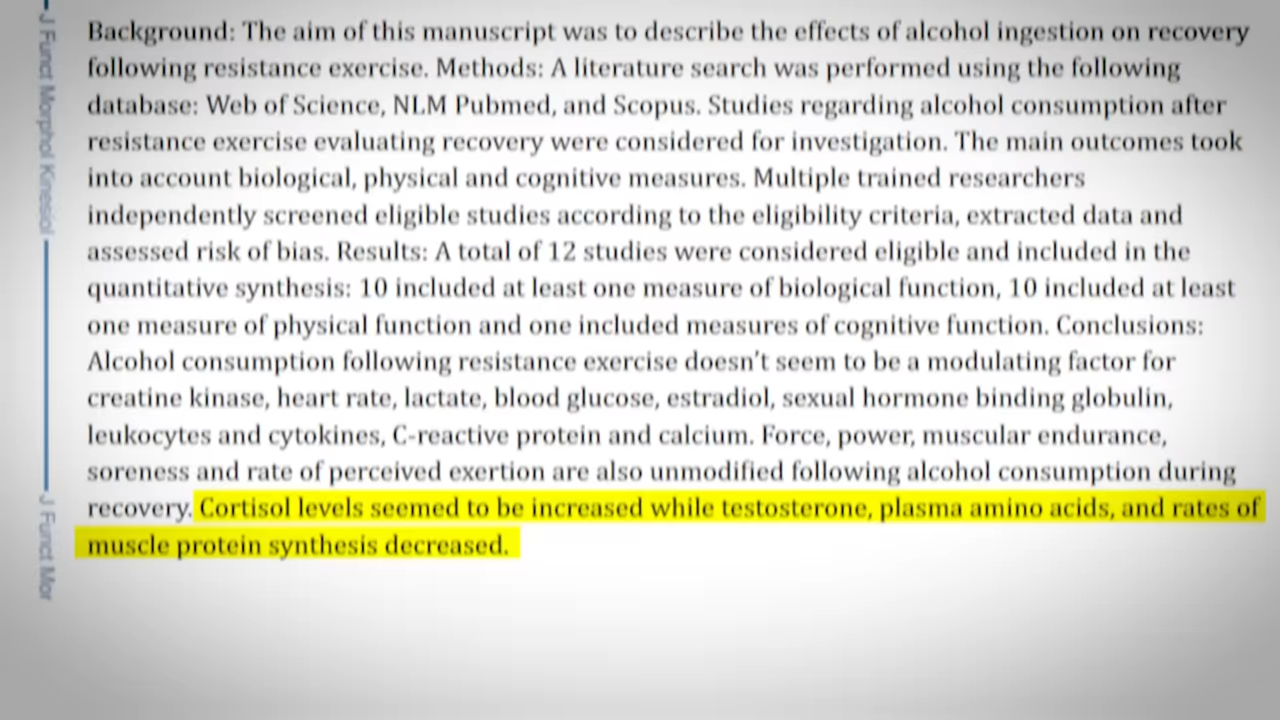 J Funct Morphol Kinesiol
J Funct Mor
Background: The aim of this manuscript was to describe the effects of alcohol ingestion on recovery
following resistance exercise. Methods: A literature search was performed using the following
database: Web of Science, NLM Pubmed, and Scopus. Studies regarding alcohol consumption after
resistance exercise evaluating recovery were considered for investigation. The main outcomes took
into account biological, physical and cognitive measures. Multiple trained researchers
independently screened eligible studies according to the eligibility criteria, extracted data and
assessed risk of bias. Results: A total of 12 studies were considered eligible and included in the
quantitative synthesis: 10 included at least one measure of biological function, 10 included at least
one measure of physical function and one included measures of cognitive function. Conclusions:
Alcohol consumption following resistance exercise doesn't seem to be a modulating factor for
creatine kinase, heart rate, lactate, blood glucose, estradiol, sexual hormone binding globulin,
leukocytes and cytokines, C-reactive protein and calcium. Force, power, muscular endurance,
soreness and rate of perceived exertion are also unmodified following alcohol consumption during
recovery. Cortisol levels seemed to be increased while testosterone, plasma amino acids, and rates of
muscle protein synthesis decreased.